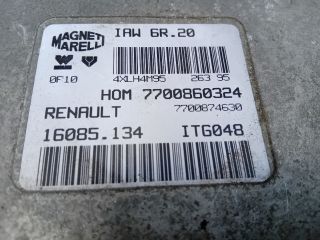 MAGNETI MARELLI
IAW 6R.20
0F10
4XLH4M95
263 95
HOM 7700860324
RENAULT
7700874630
16085.134
ITG048